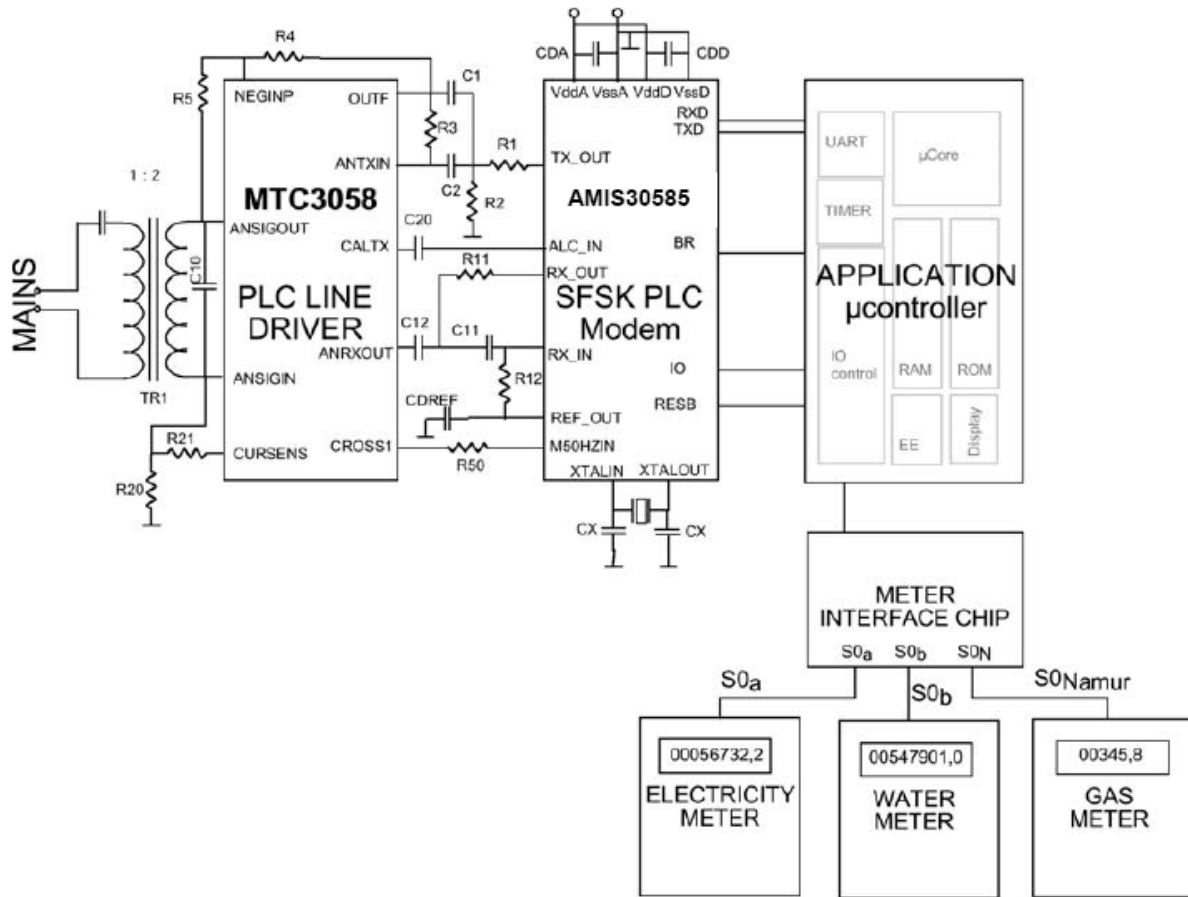 R4
CDA
CDD
R5
NEGINP
OUTF
C1
VddA
VssA
VddD
VssD
RXD
TXD
R3
R1
UART
µCore
ANTXIN
C2
TX_OUT
1 : 2
MTC3058
R2
AMIS30585
TIMER
ANSIGOUT
C20
CALTX
ALC_IN
BR
C10
R11
RX_OUT
APPLICATION
µcontroller
MAINS
PLC LINE
DRIVER
SFSK PLC
Modem
C12
C11
ANRXOUT
RX_IN
IO
control
RAM
ROM
IO
ANSIGIN
R12
TR1
CDREF
REF_OUT
RESB
R21
CURSENS
CROSS1
R50
M50HZIN
EE
Display
XTALIN
XTALOUT
R20
CX
CX
METER
INTERFACE CHIP
S0a
S0b
S0N
S0a
S0b
S0Namur
00056732,2
00547901,0
00345,8
ELECTRICITY
METER
WATER
METER
GAS
METER